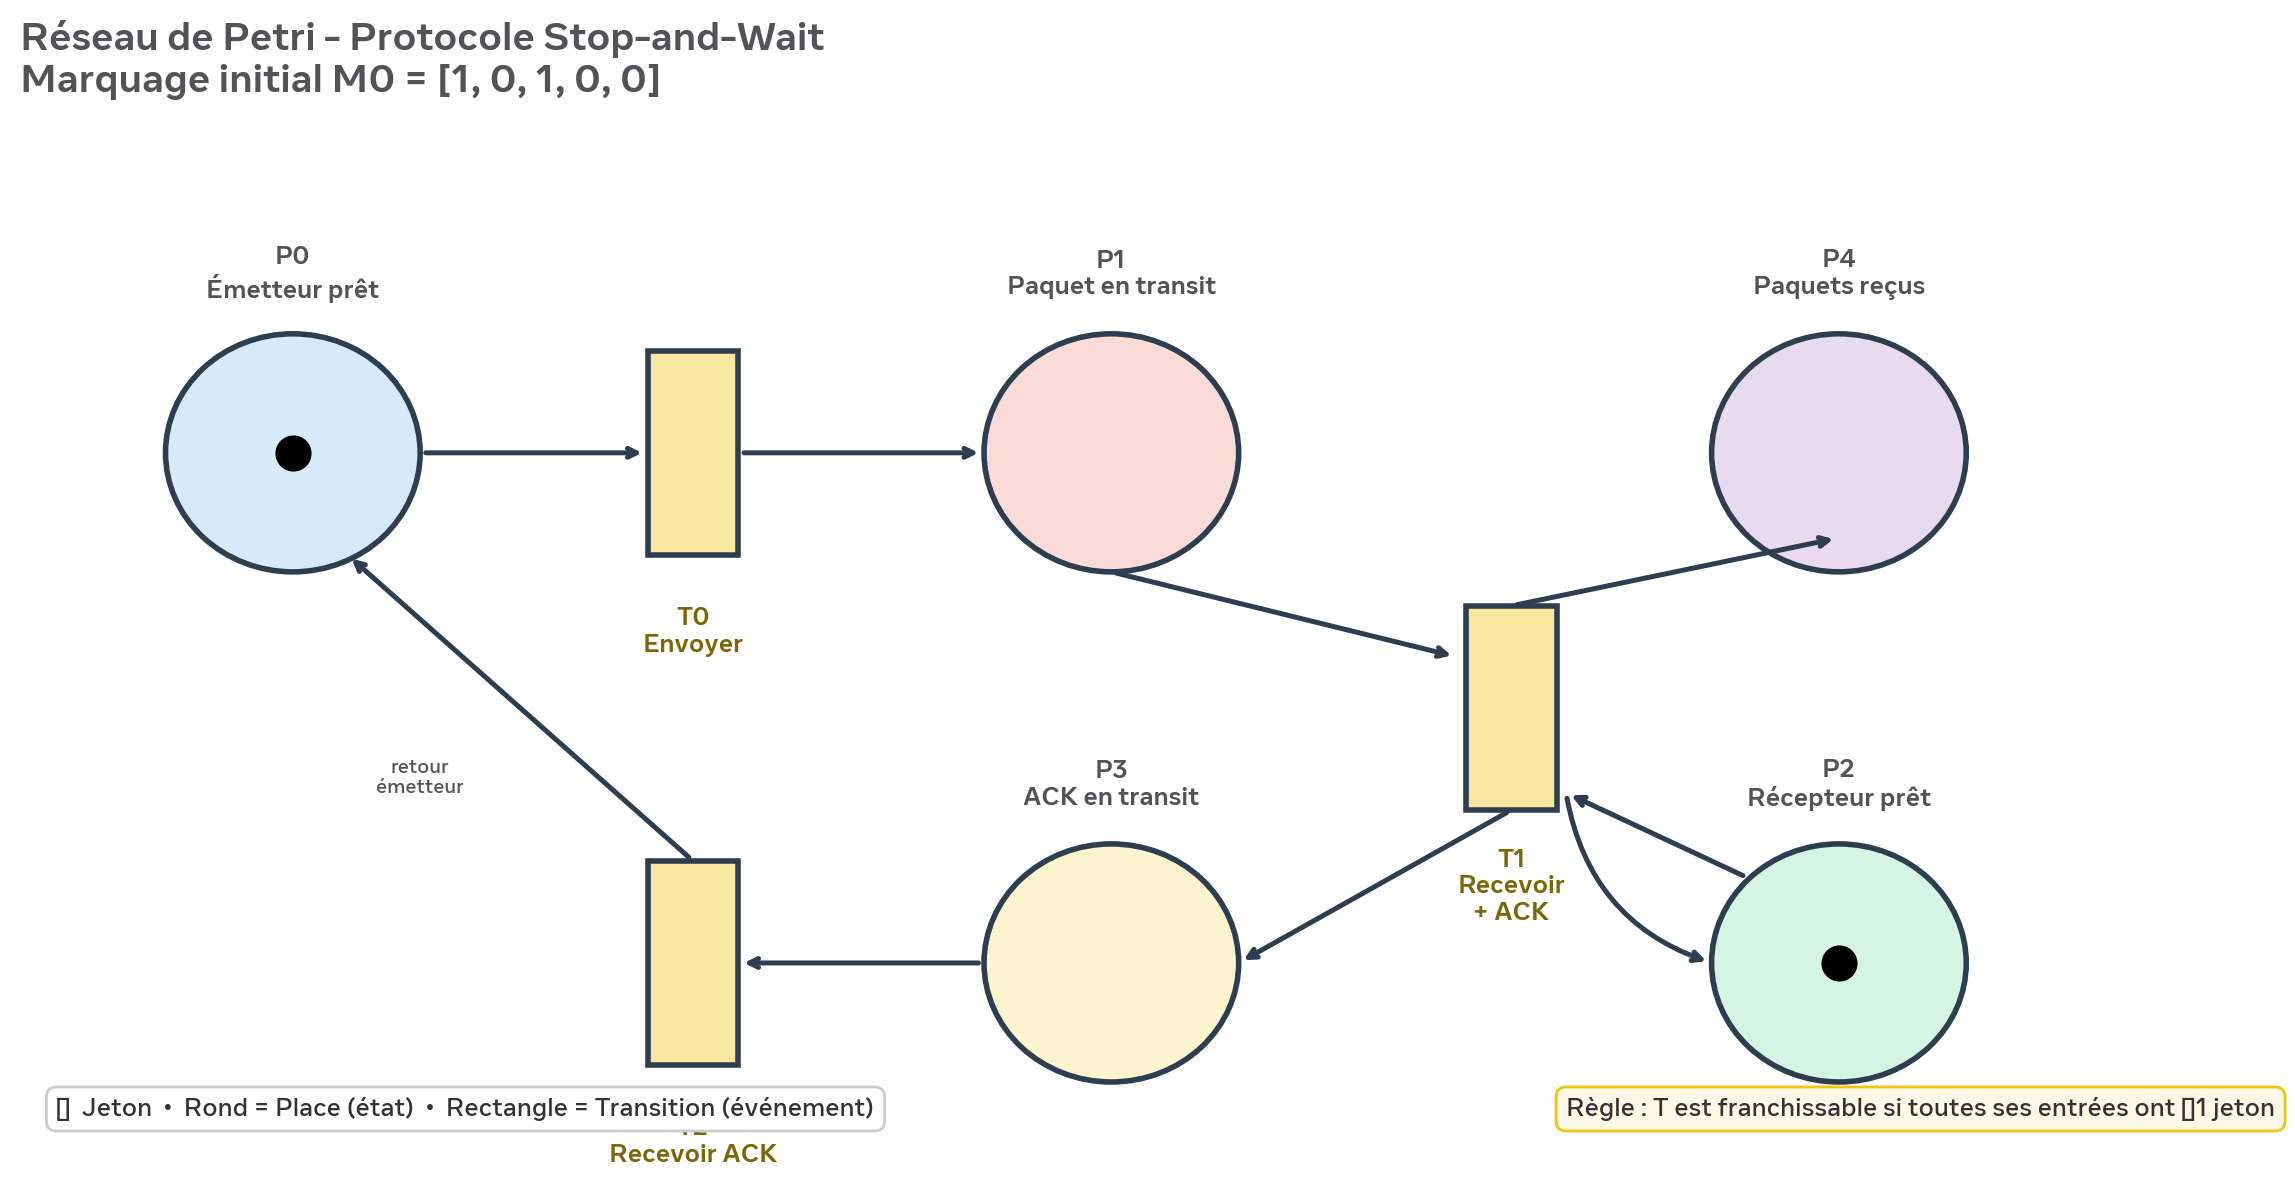 Réseau de Petri - Protocole Stop-and-Wait
Marquage initial M0 = [1, 0, 1, 0, 0]
P0
Émetteur prêt
P1
Paquet en transit
P4
Paquets reçus
T0
Envoyer
retour
émetteur
P3
ACK en transit
P2
Récepteur prêt
T1
Recevoir
+ ACK
▯ Jeton • Rond = Place (état) • Rectangle = Transition (événement)
Règle : T est franchissable si toutes ses entrées ont ▯1 jeton
Recevoir ACK